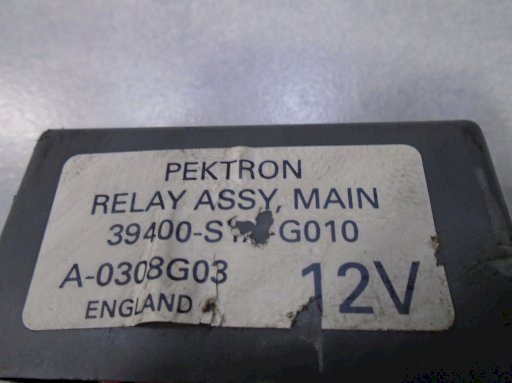 PEKTRON
RELAY ASSY, MAIN
39400-S G010
A-0308G03
12V
ENGLAND